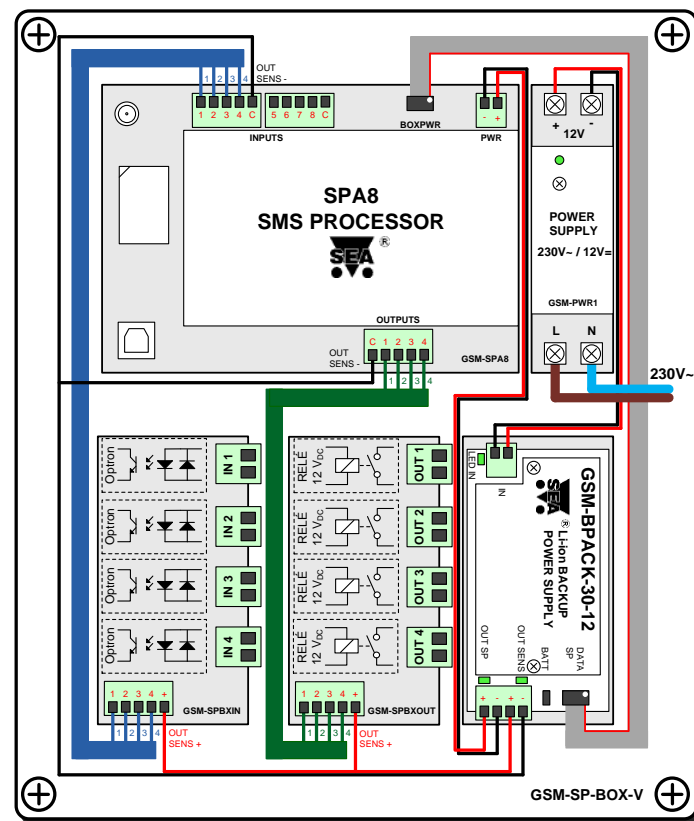 OUT
SENS -
1 2 3 4
1 2 3 4 C
5 6 7 8 C
INPUTS
BOXPWR
- +
PWR
+ -
12V
SPA8
SMS PROCESSOR
SEA ®
POWER
SUPPLY
230V~ / 12V=
GSM-PWR1
L N
230V~
OUTPUTS
C 1 2 3 4
OUT
SENS -
1 2 3 4
GSM-SPA8
Optron
IN 1
Optron
IN 2
Optron
IN 3
Optron
IN 4
1 2 3 4 +
GSM-SPBXIN
1 2 3 4
OUT
SENS +
RELÉ
12 VDC
OUT 1
RELÉ
12 VDC
OUT 2
RELÉ
12 VDC
OUT 3
RELÉ
12 VDC
OUT 4
1 2 3 4 +
GSM-SPBXOUT
1 2 3 4
OUT
SENS +
LED IN
IN
GSM-BPACK-30-12
SEA ®
Li-ion BACKUP
POWER SUPPLY
OUT SP
OUT SENS
BATT
DATA
SP
+ - + -
GSM-SP-BOX-V